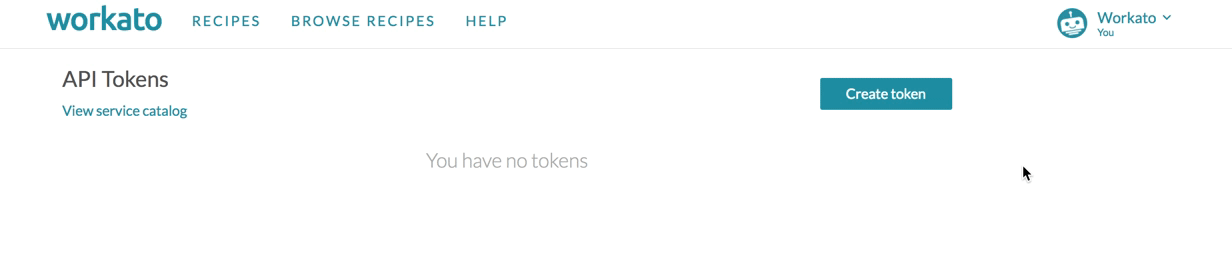 workato RECIPES BROWSE RECIPES HELP Workato
You
API Tokens
Create token
View service catalog
You have no tokens